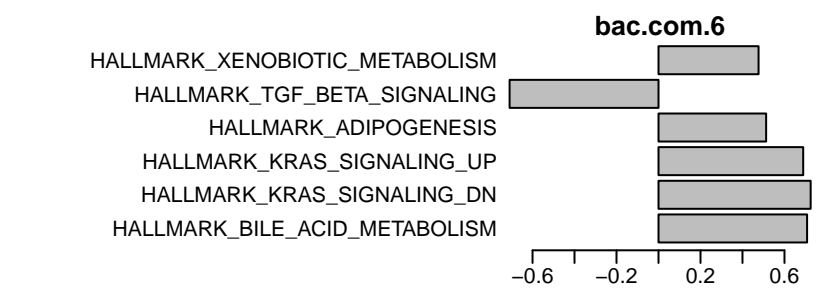 bac.com.6
HALLMARK_XENOBIOTIC_METABOLISM
HALLMARK_TGF_BETA_SIGNALING
HALLMARK_ADIPOGENESIS
HALLMARK_KRAS_SIGNALING_UP
HALLMARK_KRAS_SIGNALING_DN
HALLMARK_BILE_ACID_METABOLISM
−0.6 −0.2 0.2 0.6